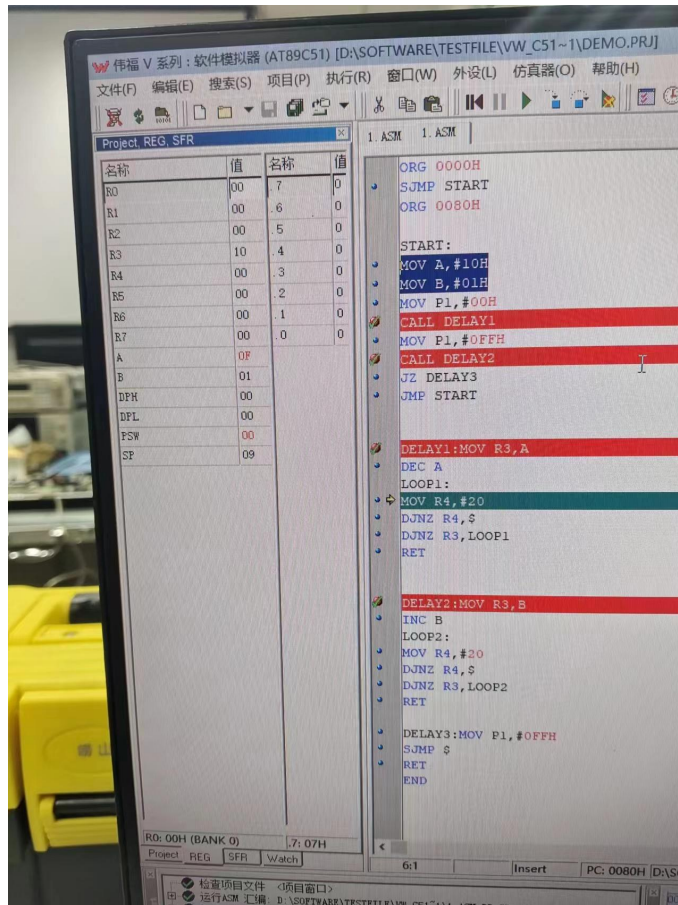 伟福 V 系列 : 软件模拟器 (AT89C51) [D:\SOFTWARE\TESTFILE\VW_C51~1\DEMO.PRJ]
文件(F) 编辑(E) 搜索(S) 项目(P) 执行(R) 窗口(W) 外设(L) 仿真器(O) 帮助(H)
Project, REG, SFR
名称 值 名称 值
R0 00 .7 0
R1 00 .6 0
R2 00 .5 0
R3 10 .4 0
R4 00 .3 0
R5 00 .2 0
R6 00 .1 0
R7 00 .0 0
A 0F
B 01
DPH 00
DPL 00
PSW 00
SP 09
R0: 00H (BANK 0) .7: 07H
Project REG SFR Watch
1. ASM 1. ASM
ORG 0000H
SJMP START
ORG 0080H
START:
MOV A,#10H
MOV B,#01H
MOV P1,#00H
CALL DELAY1
MOV P1,#0FFH
CALL DELAY2
JZ DELAY3
JMP START
DELAY1:MOV R3,A
DEC A
LOOP1:
MOV R4,#20
DJNZ R4,$
DJNZ R3,LOOP1
RET
DELAY2:MOV R3,B
INC B
LOOP2:
MOV R4,#20
DJNZ R4,$
DJNZ R3,LOOP2
RET
DELAY3:MOV P1,#0FFH
SJMP $
RET
END
6:1 Insert PC: 0080H D:\S
检查项目文件 <项目窗口>
运行ASM 汇编